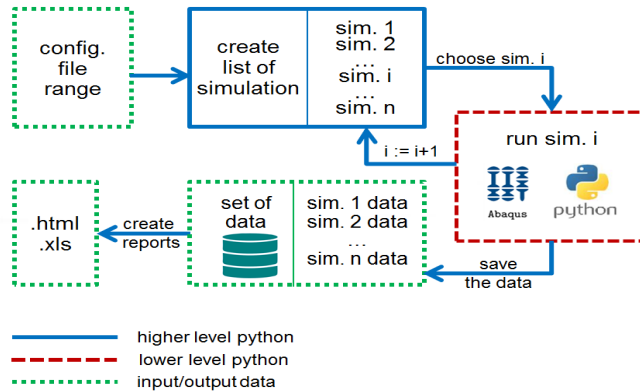 config.
file
range
create
list of
simulation
sim. 1
sim. 2
...
sim. i
...
sim. n
choose sim. i
i := i+1
run sim. i
Abaqus
python
.html
.xls
create
reports
set of
data
sim. 1 data
sim. 2 data
...
sim. n data
save
the data
higher level python
lower level python
input/output data